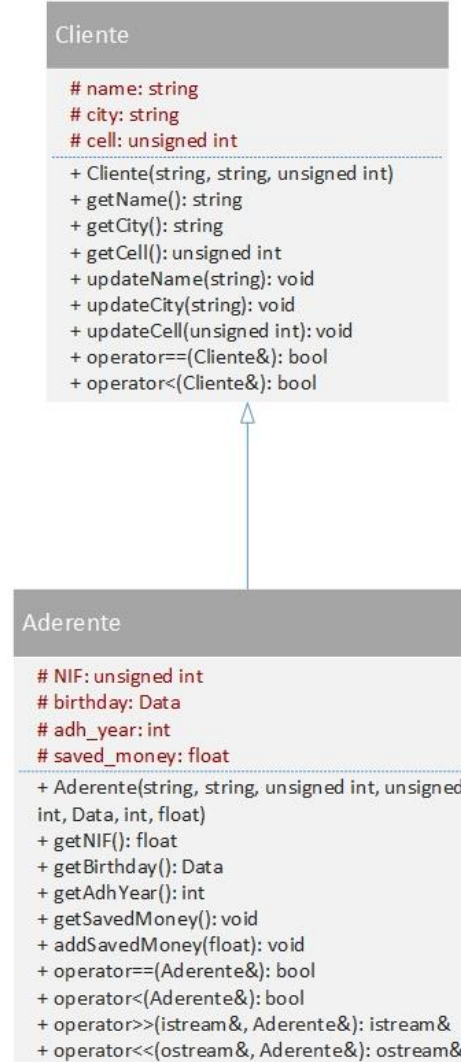 Cliente
# name: string
# city: string
# cell: unsigned int
+ Cliente(string, string, unsigned int)
+ getName(): string
+ getCity(): string
+ getCell(): unsigned int
+ updateName(string): void
+ updateCity(string): void
+ updateCell(unsigned int): void
+ operator==(Cliente&): bool
+ operator<(Cliente&): bool
Aderente
# NIF: unsigned int
# birthday: Data
# adh_year: int
# saved_money: float
+ Aderente(string, string, unsigned int, unsigned
int, Data, int, float)
+ getNIF(): float
+ getBirthday(): Data
+ getAdhYear(): int
+ getSavedMoney(): void
+ addSavedMoney(float): void
+ operator==(Aderente&): bool
+ operator<(Aderente&): bool
+ operator>>(istream&, Aderente&): istream&
+ operator<<(ostream&, Aderente&): ostream&